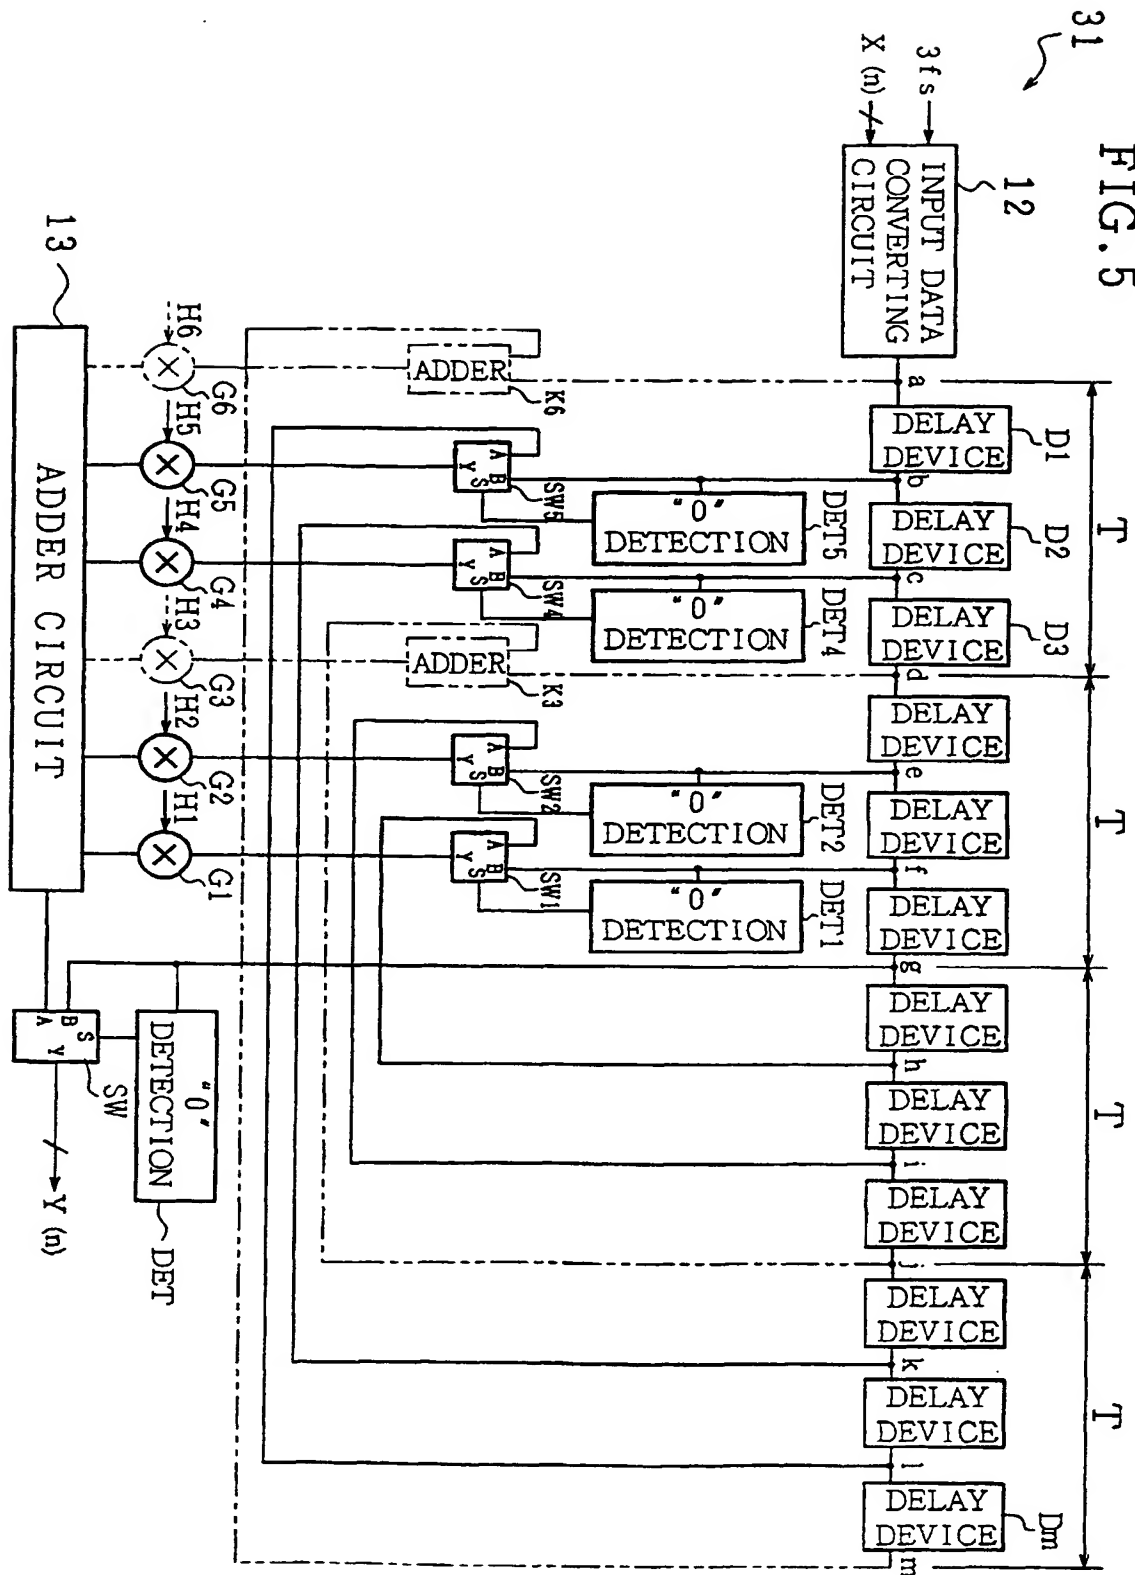 FIG.5
31
3fs
X(n)
INPUT DATA
CONVERTING
CIRCUIT
12
T
T
T
T
a
DELAY
DEVICE
D1
b
DELAY
DEVICE
D2
c
DELAY
DEVICE
D3
d
DELAY
DEVICE
e
DELAY
DEVICE
f
DELAY
DEVICE
g
DELAY
DEVICE
h
DELAY
DEVICE
i
DELAY
DEVICE
j
DELAY
DEVICE
k
DELAY
DEVICE
l
DELAY
DEVICE
Dm
m
"0"
DETECTION
DET5
"0"
DETECTION
DET4
"0"
DETECTION
DET2
"0"
DETECTION
DET1
ADDER
K6
A B
Y S
SW5
A B
Y S
SW4
ADDER
K3
A B
Y S
SW2
A B
Y S
SW1
H6
G6
H5
G5
H4
G4
H3
G3
H2
G2
H1
G1
13
ADDER CIRCUIT
"0"
DETECTION
DET
B S
A Y
SW
Y(n)